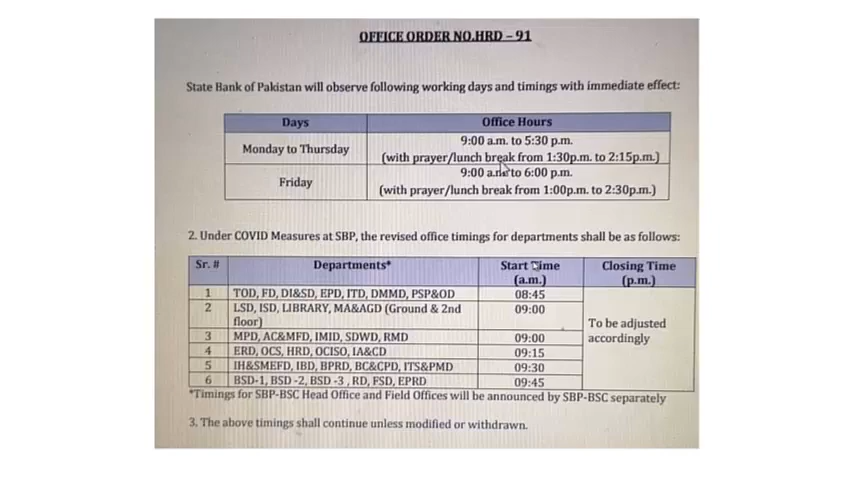 OFFICE ORDER NO.HRD – 91
State Bank of Pakistan will observe following working days and timings with immediate effect:
Days Office Hours
Monday to Thursday 9:00 a.m. to 5:30 p.m.
(with prayer/lunch break from 1:30p.m. to 2:15p.m.)
Friday 9:00 a.m. to 6:00 p.m.
(with prayer/lunch break from 1:00p.m. to 2:30p.m.)
2. Under COVID Measures at SBP, the revised office timings for departments shall be as follows:
Sr. # Departments* Start Time Closing Time
(a.m.) (p.m.)
1 TOD, FD, DI&SD, EPD, ITD, DMMD, PSP&OD 08:45
2 LSD, ISD, LIBRARY, MA&AGD (Ground & 2nd 09:00
floor) To be adjusted
3 MPD, AC&MFD, IMID, SDWD, RMD 09:00 accordingly
4 ERD, OCS, HRD, OCISO, IA&CD 09:15
5 IH&SMEFD, IBD, BPRD, BC&CPD, ITS&PMD 09:30
6 BSD-1, BSD -2, BSD -3 , RD, FSD, EPRD 09:45
*Timings for SBP-BSC Head Office and Field Offices will be announced by SBP-BSC separately
3. The above timings shall continue unless modified or withdrawn.